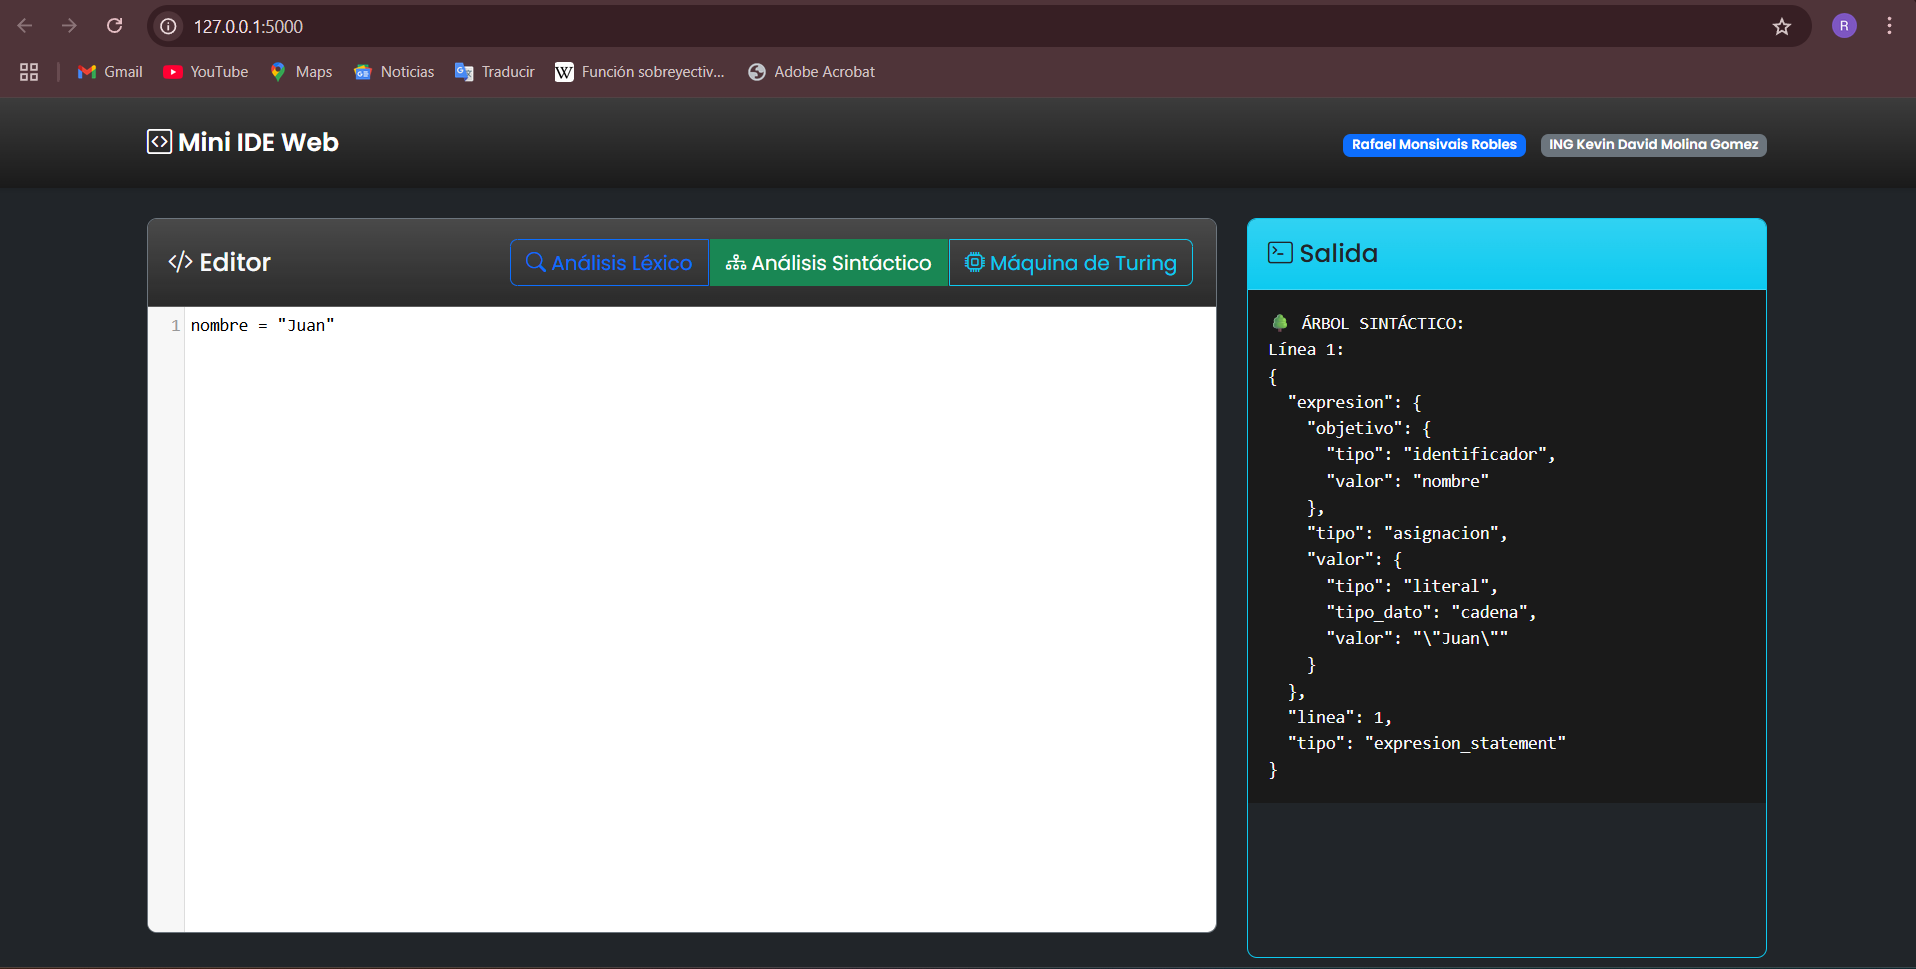 127.0.0.1:5000
R
Gmail
YouTube
Maps
Noticias
Traducir
Función sobreyectiv...
Adobe Acrobat
Mini IDE Web
Rafael Monsivais Robles
ING Kevin David Molina Gomez
</> Editor
Análisis Léxico
Análisis Sintáctico
Máquina de Turing
1 nombre = "Juan"
Salida
ÁRBOL SINTÁCTICO:
Línea 1:
{
  "expresion": {
    "objetivo": {
      "tipo": "identificador",
      "valor": "nombre"
    },
    "tipo": "asignacion",
    "valor": {
      "tipo": "literal",
      "tipo_dato": "cadena",
      "valor": "\"Juan\""
    }
  },
  "linea": 1,
  "tipo": "expresion_statement"
}